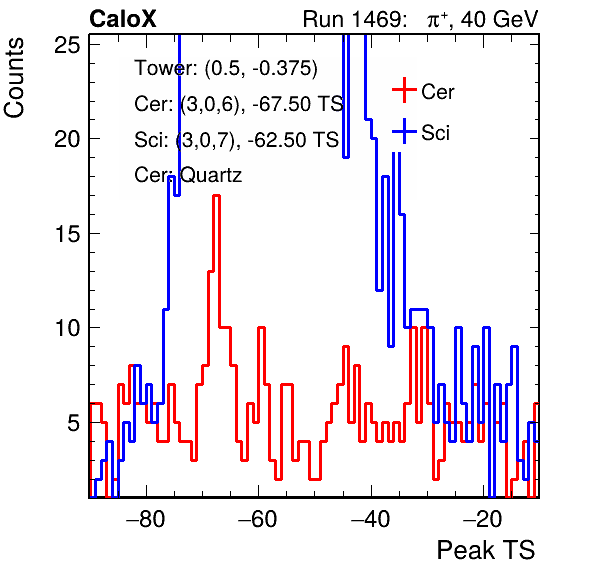 CaloX Run 1469: π⁺, 40 GeV
Counts
25
20
15
10
5
Tower: (0.5, -0.375)
Cer: (3,0,6), -67.50 TS
Sci: (3,0,7), -62.50 TS
Cer: Quartz
Cer
Sci
−80 −60 −40 −20
Peak TS